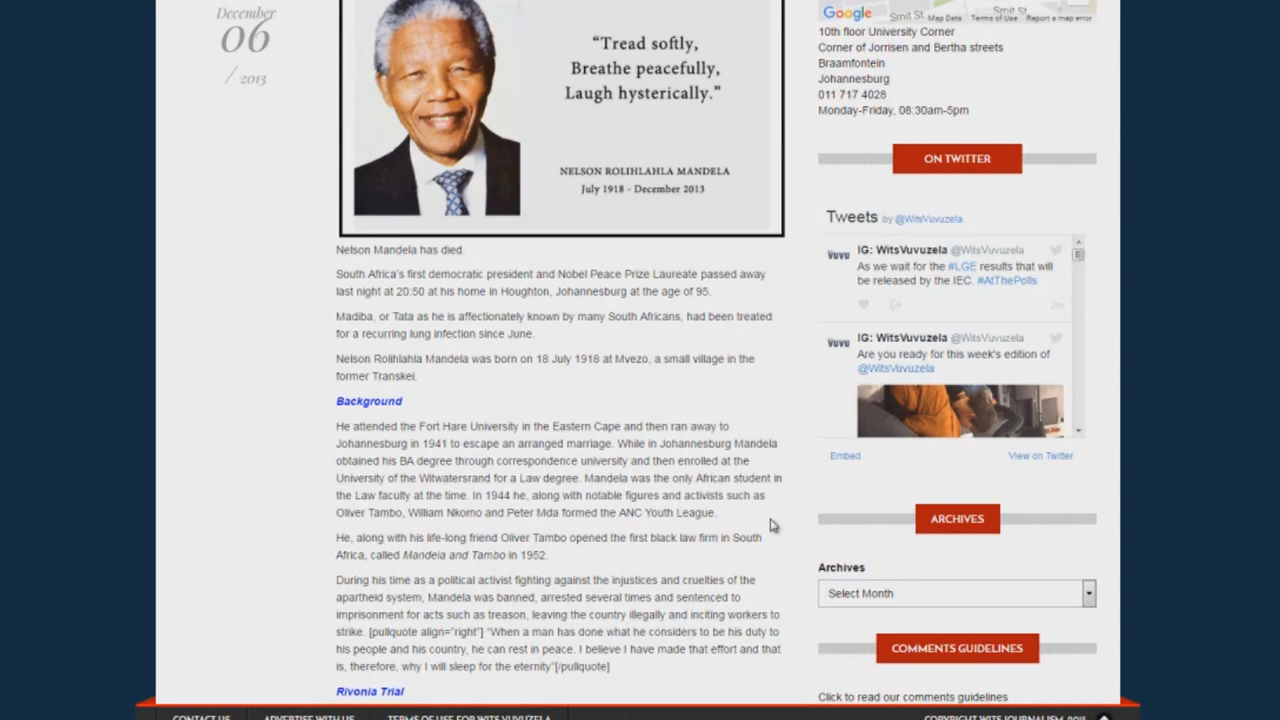 December
06
/ 2013
“Tread softly,
Breathe peacefully,
Laugh hysterically.”
NELSON ROLIHLAHLA MANDELA
July 1918 - December 2013
Nelson Mandela has died.
South Africa's first democratic president and Nobel Peace Prize Laureate passed away
last night at 20:50 at his home in Houghton, Johannesburg at the age of 95.
Madiba, or Tata as he is affectionately known by many South Africans, had been treated
for a recurring lung infection since June.
Nelson Rolihlahla Mandela was born on 18 July 1918 at Mvezo, a small village in the
former Transkei.
Background
He attended the Fort Hare University in the Eastern Cape and then ran away to
Johannesburg in 1941 to escape an arranged marriage. While in Johannesburg Mandela
obtained his BA degree through correspondence university and then enrolled at the
University of the Witwatersrand for a Law degree. Mandela was the only African student in
the Law faculty at the time. In 1944 he, along with notable figures and activists such as
Oliver Tambo, William Nkomo and Peter Mda formed the ANC Youth League.
He, along with his life-long friend Oliver Tambo opened the first black law firm in South
Africa, called Mandela and Tambo in 1952.
During his time as a political activist fighting against the injustices and cruelties of the
apartheid system, Mandela was banned, arrested several times and sentenced to
imprisonment for acts such as treason, leaving the country illegally and inciting workers to
strike. [pullquote align="right"] “When a man has done what he considers to be his duty to
his people and his country, he can rest in peace. I believe I have made that effort and that
is, therefore, why I will sleep for the eternity”[/pullquote]
Rivonia Trial
Google
Smit St
Smit St
Map Data
Terms of Use
Report a map error
10th floor University Corner
Corner of Jorrisen and Bertha streets
Braamfontein
Johannesburg
011 717 4028
Monday-Friday, 08:30am-5pm
ON TWITTER
Tweets by @WitsVuvuzela
Vuvu
IG: WitsVuvuzela @WitsVuvuzela
As we wait for the #LGE results that will
be released by the IEC. #AtThePolls
2m
Vuvu
IG: WitsVuvuzela @WitsVuvuzela
Are you ready for this week's edition of
@WitsVuvuzela
Embed
View on Twitter
ARCHIVES
Archives
Select Month
COMMENTS GUIDELINES
Click to read our comments guidelines
CONTACT US
ADVERTISE WITH US
TERMS OF USE FOR WITS VUVUZELA
COPYRIGHT WITS JOURNALISM, 2015